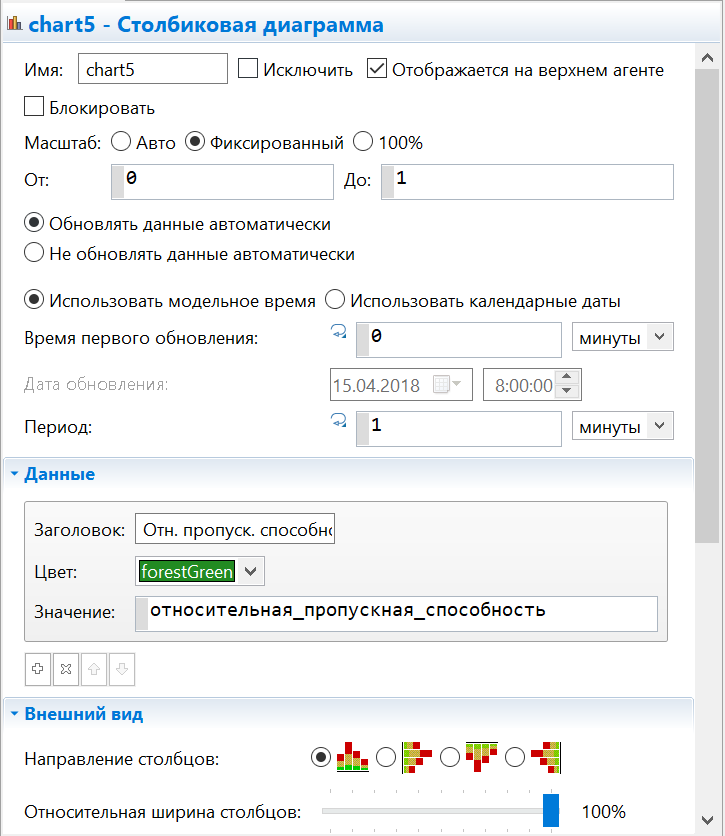 chart5 - Столбиковая диаграмма
Имя: chart5 Исключить Отображается на верхнем агенте
Блокировать
Масштаб: Авто Фиксированный 100%
От: 0 До: 1
Обновлять данные автоматически
Не обновлять данные автоматически
Использовать модельное время Использовать календарные даты
Время первого обновления: 0 минуты
Дата обновления: 15.04.2018 8:00:00
Период: 1 минуты
Данные
Заголовок: Отн. пропуск. способн
Цвет: forestGreen
Значение: относительная_пропускная_способность
Внешний вид
Направление столбцов:
Относительная ширина столбцов: 100%